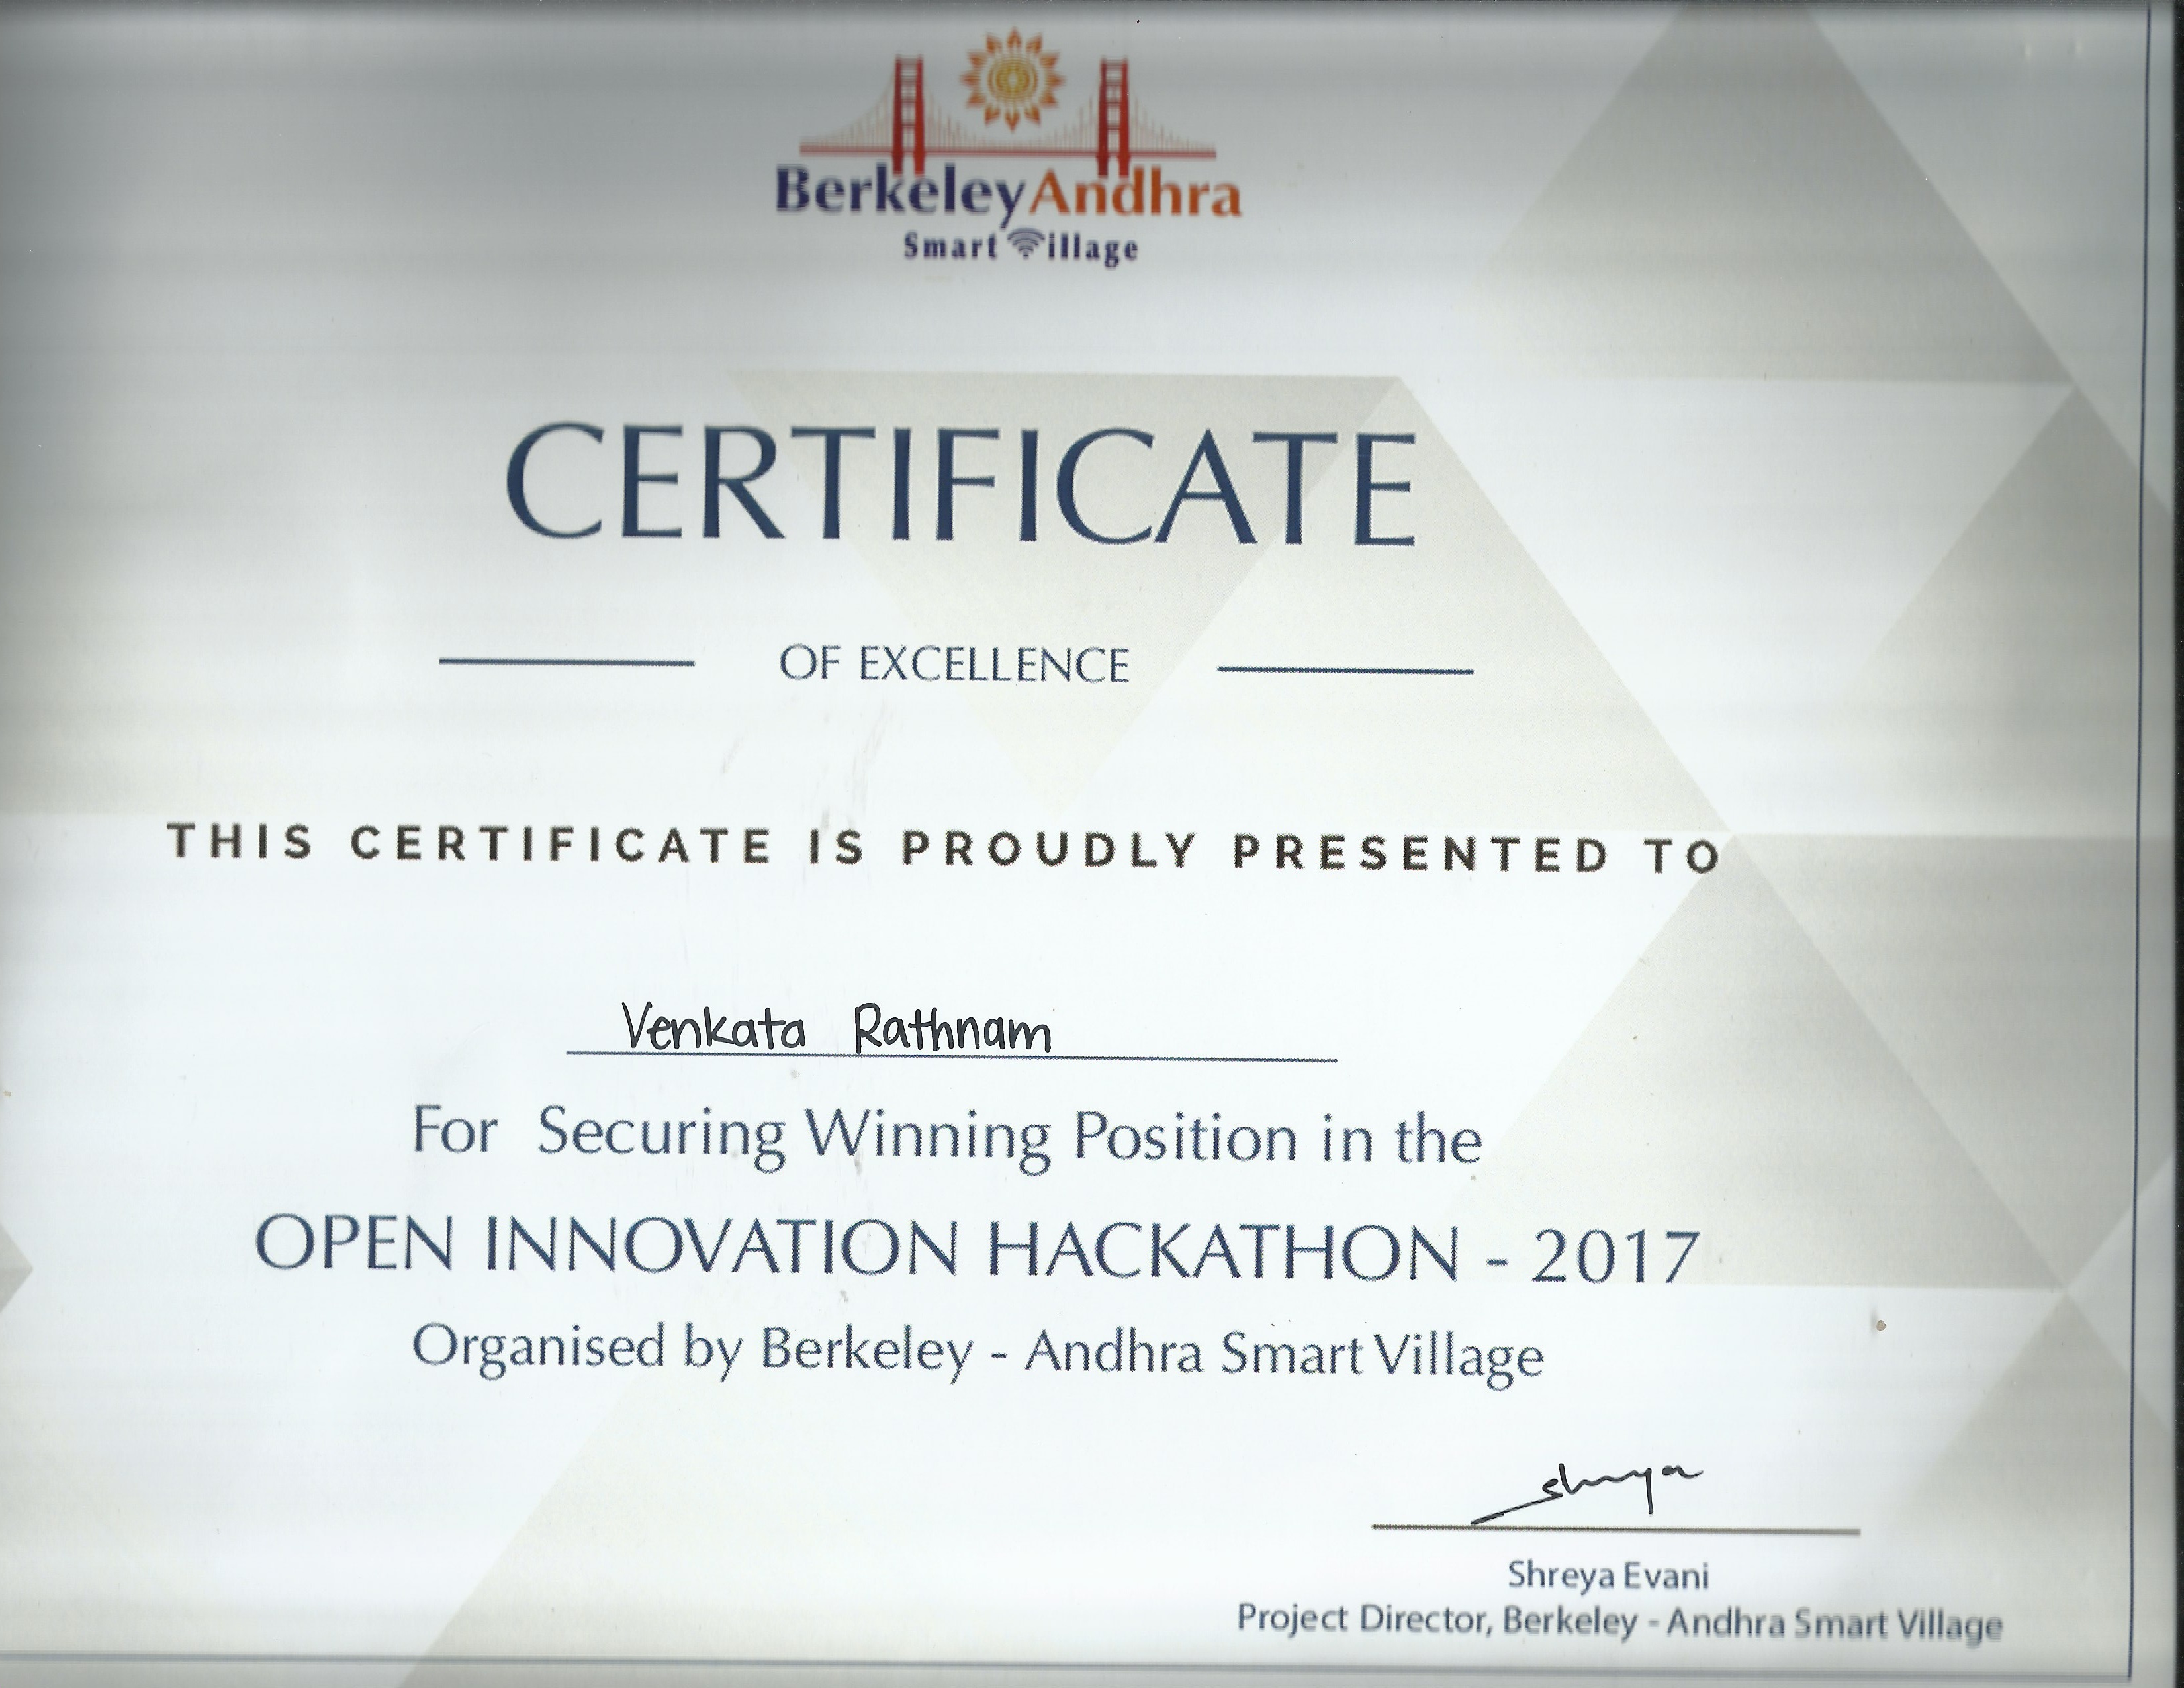 BerkeleyAndhra
Smart Village
CERTIFICATE
OF EXCELLENCE
THIS CERTIFICATE IS PROUDLY PRESENTED TO
Venkata Rathnam
For Securing Winning Position in the
OPEN INNOVATION HACKATHON - 2017
Organised by Berkeley - Andhra Smart Village
Shreya
Shreya Evani
Project Director, Berkeley - Andhra Smart Village